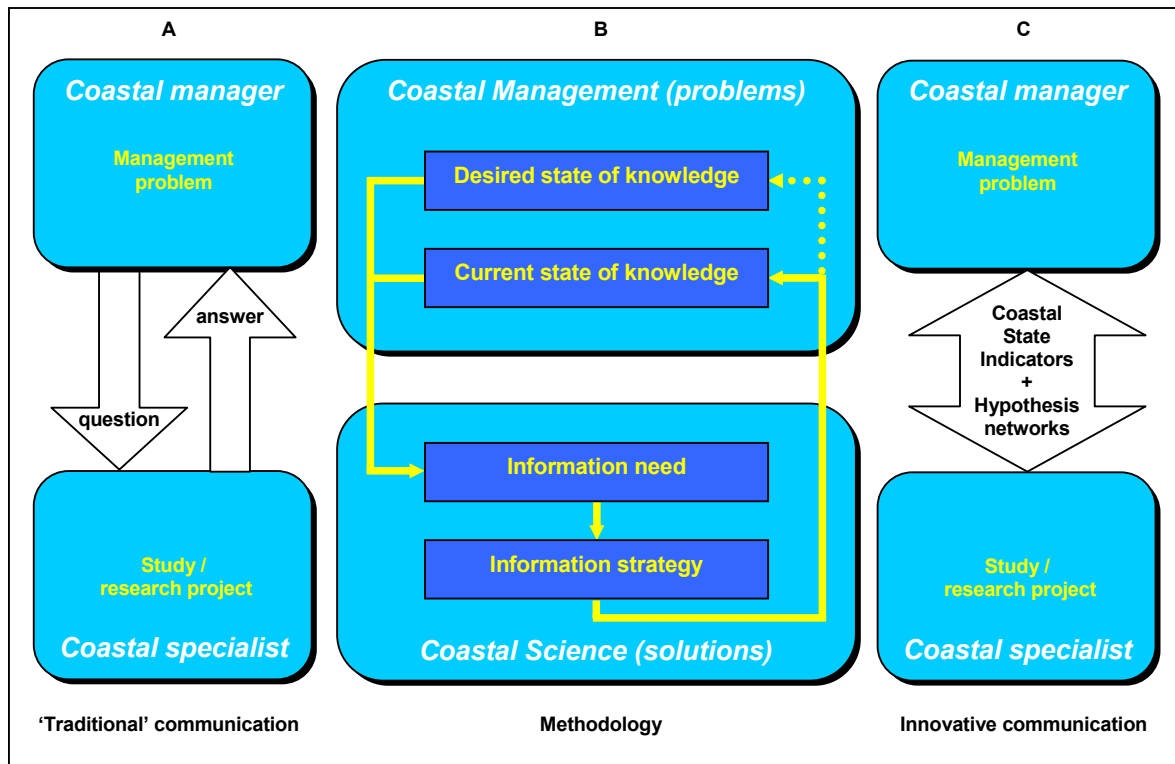 A
Coastal manager
Management
problem
answer
question
Study /
research project
Coastal specialist
'Traditional' communication
B
Coastal Management (problems)
Desired state of knowledge
Current state of knowledge
Information need
Information strategy
Coastal Science (solutions)
Methodology
C
Coastal manager
Management
problem
Coastal
State
Indicators
+
Hypothesis
networks
Study /
research project
Coastal specialist
Innovative communication